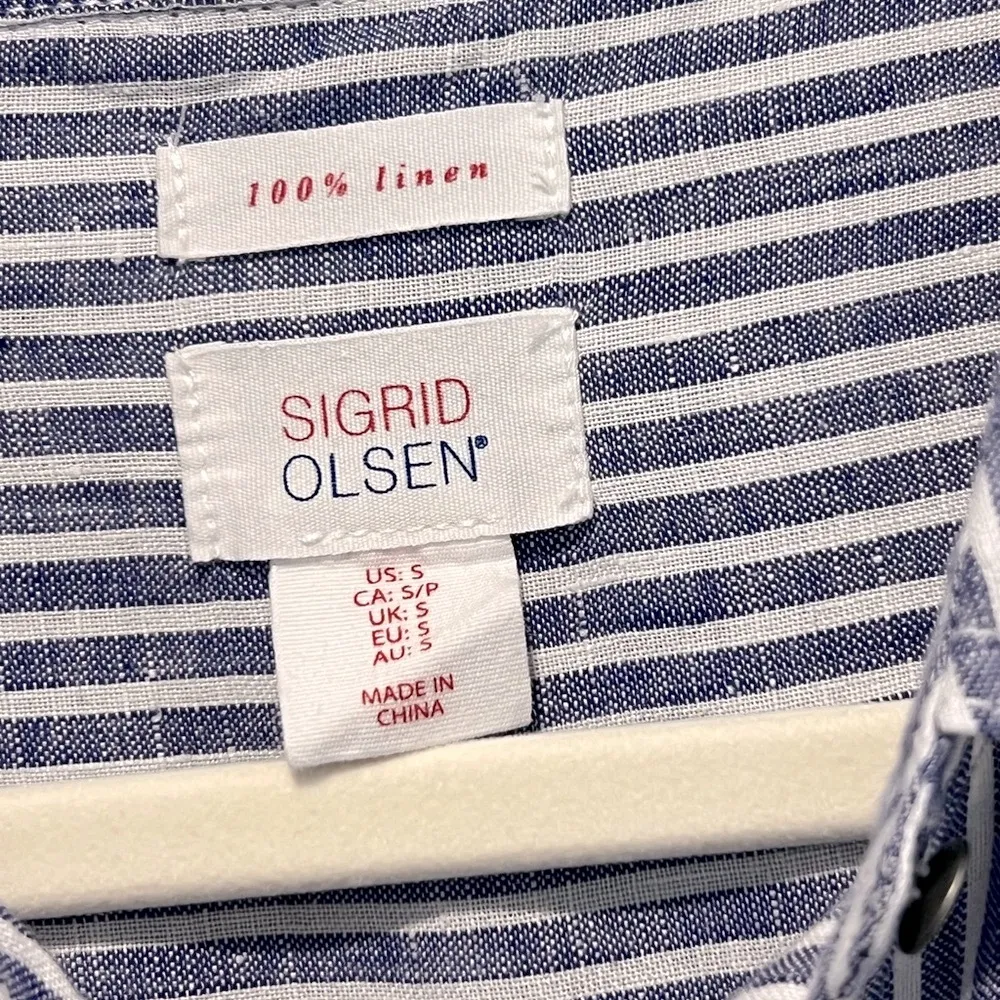 100% linen
SIGRID
OLSEN®
US: S
CA: S/P
UK: S
EU: S
AU: S
MADE IN
CHINA